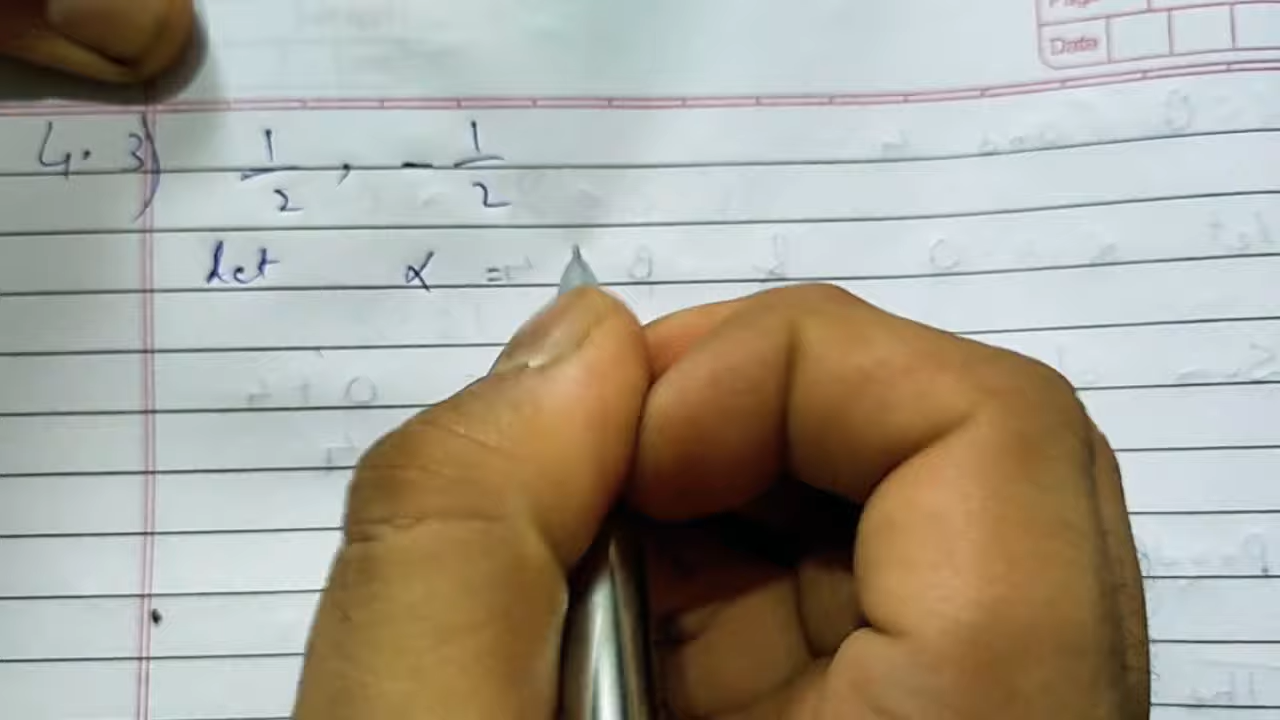 Date
4. 3) 1/2 , - 1/2
let α =